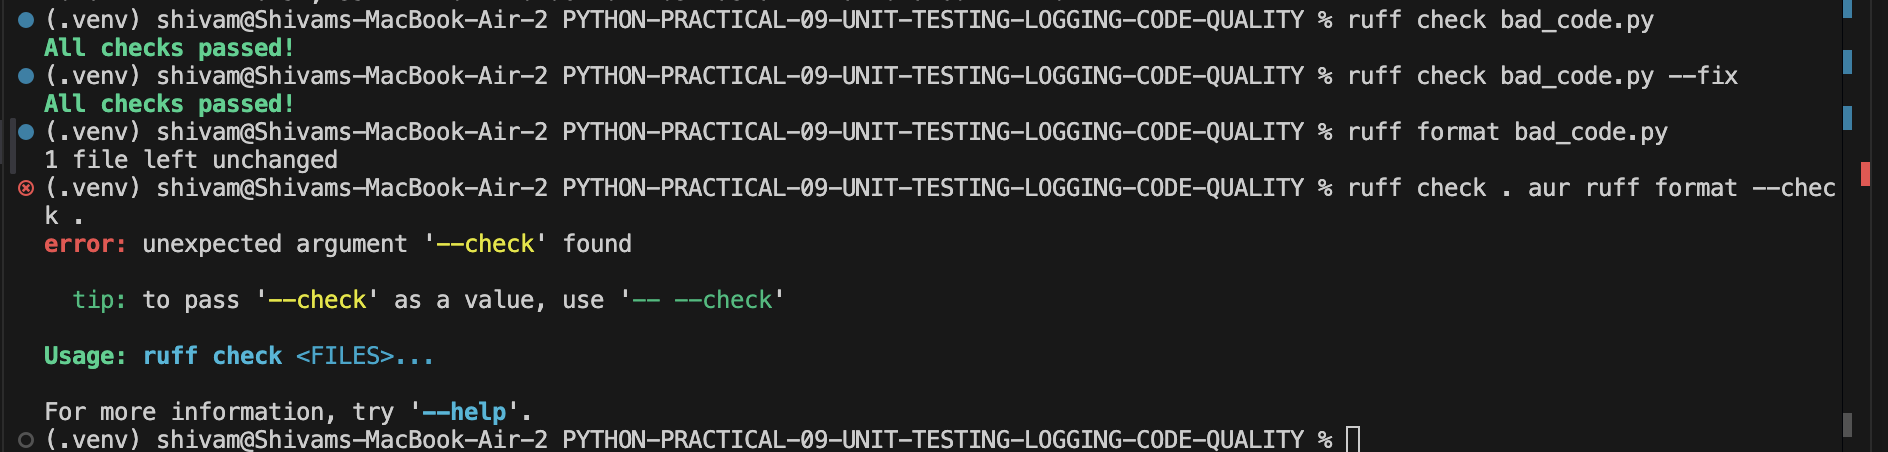 (.venv) shivam@Shivams-MacBook-Air-2 PYTHON-PRACTICAL-09-UNIT-TESTING-LOGGING-CODE-QUALITY % ruff check bad_code.py
All checks passed!
(.venv) shivam@Shivams-MacBook-Air-2 PYTHON-PRACTICAL-09-UNIT-TESTING-LOGGING-CODE-QUALITY % ruff check bad_code.py --fix
All checks passed!
(.venv) shivam@Shivams-MacBook-Air-2 PYTHON-PRACTICAL-09-UNIT-TESTING-LOGGING-CODE-QUALITY % ruff format bad_code.py
1 file left unchanged
(.venv) shivam@Shivams-MacBook-Air-2 PYTHON-PRACTICAL-09-UNIT-TESTING-LOGGING-CODE-QUALITY % ruff check . aur ruff format --chec
k .
error: unexpected argument '--check' found
tip: to pass '--check' as a value, use '-- --check'
Usage: ruff check <FILES>...
For more information, try '--help'.
(.venv) shivam@Shivams-MacBook-Air-2 PYTHON-PRACTICAL-09-UNIT-TESTING-LOGGING-CODE-QUALITY %